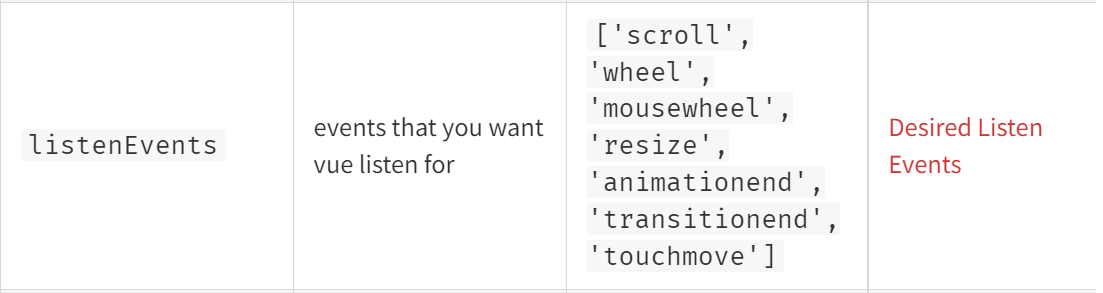 listenEvents
events that you want
vue listen for
['scroll',
'wheel',
'mousewheel',
'resize',
'animationend',
'transitionend',
'touchmove']
Desired Listen
Events